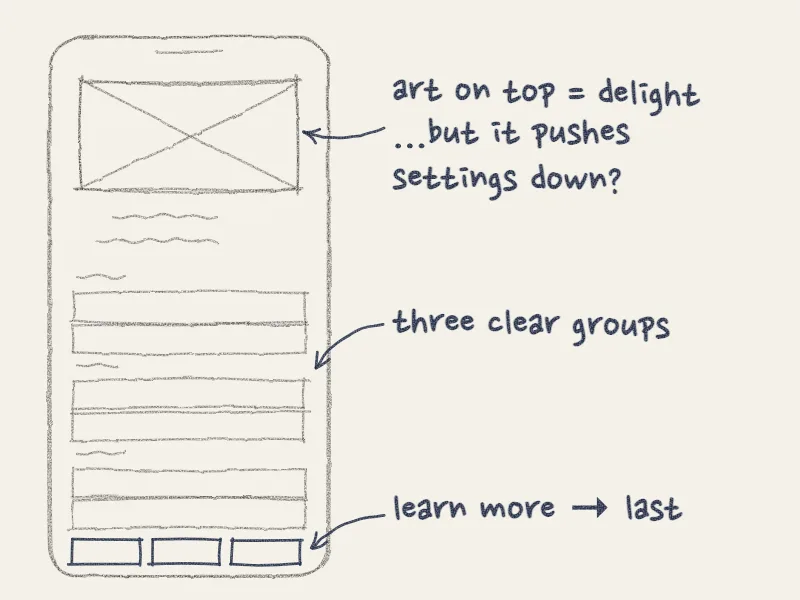 art on top = delight
...but it pushes
settings down?
three clear groups
learn more → last